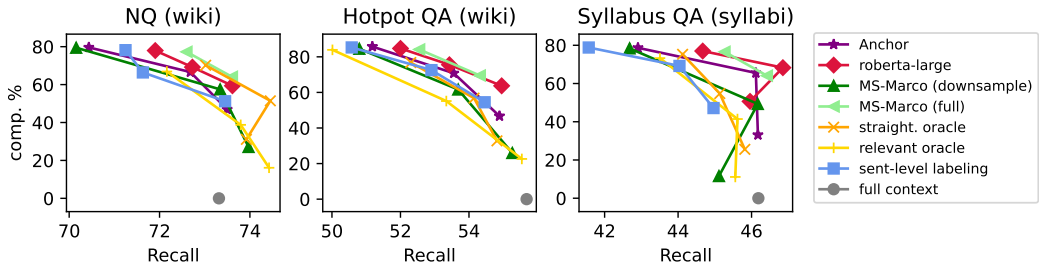 NQ (wiki)
Hotpot QA (wiki)
Syllabus QA (syllabi)
comp. %
80
60
40
20
0
70
72
74
Recall
80
60
40
20
0
50
52
54
Recall
80
60
40
20
0
42
44
46
Recall
Anchor
roberta-large
MS-Marco (downsample)
MS-Marco (full)
straight. oracle
relevant oracle
sent-level labeling
full context